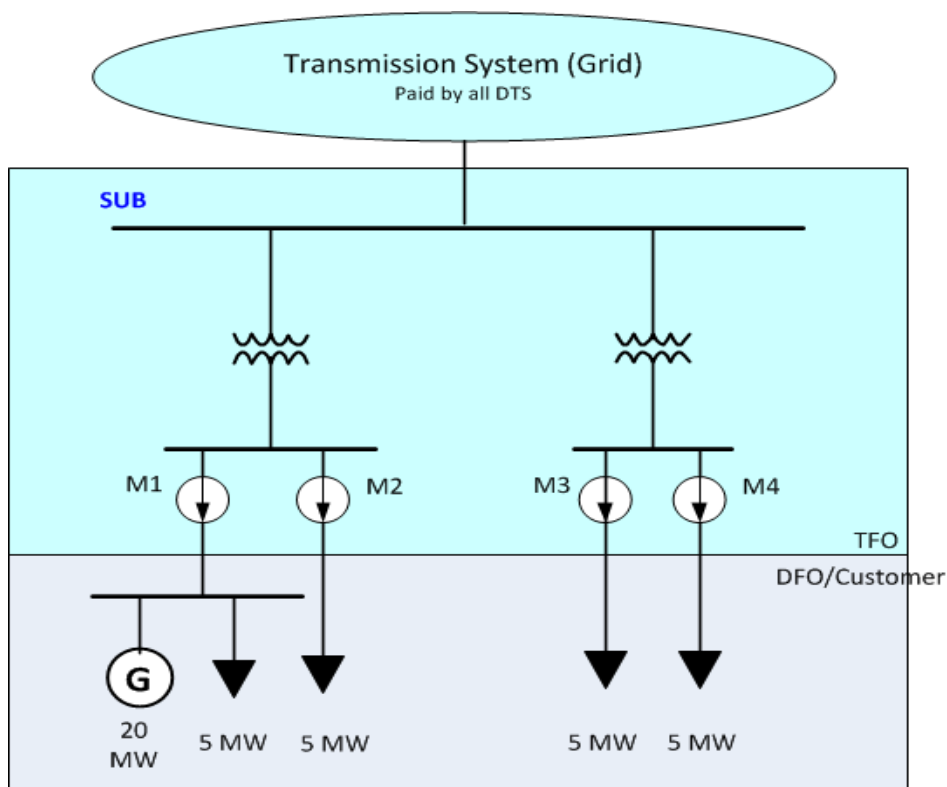 Transmission System (Grid)
Paid by all DTS
SUB
M1
M2
M3
M4
TFO
DFO/Customer
G
20
MW
5 MW
5 MW
5 MW
5 MW